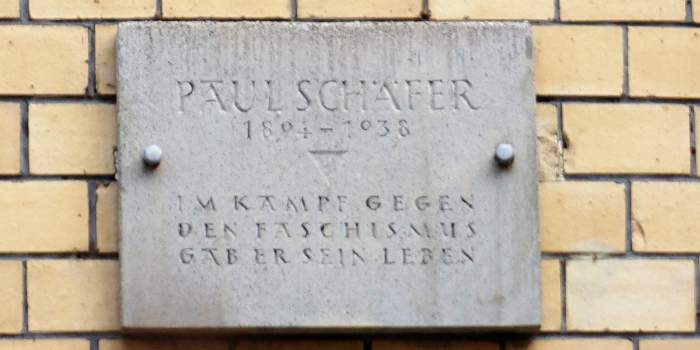 PAUL SCHÄFER
1894–1938
IM KAMPF GEGEN
DEN FASCHISMUS
GAB ER SEIN LEBEN